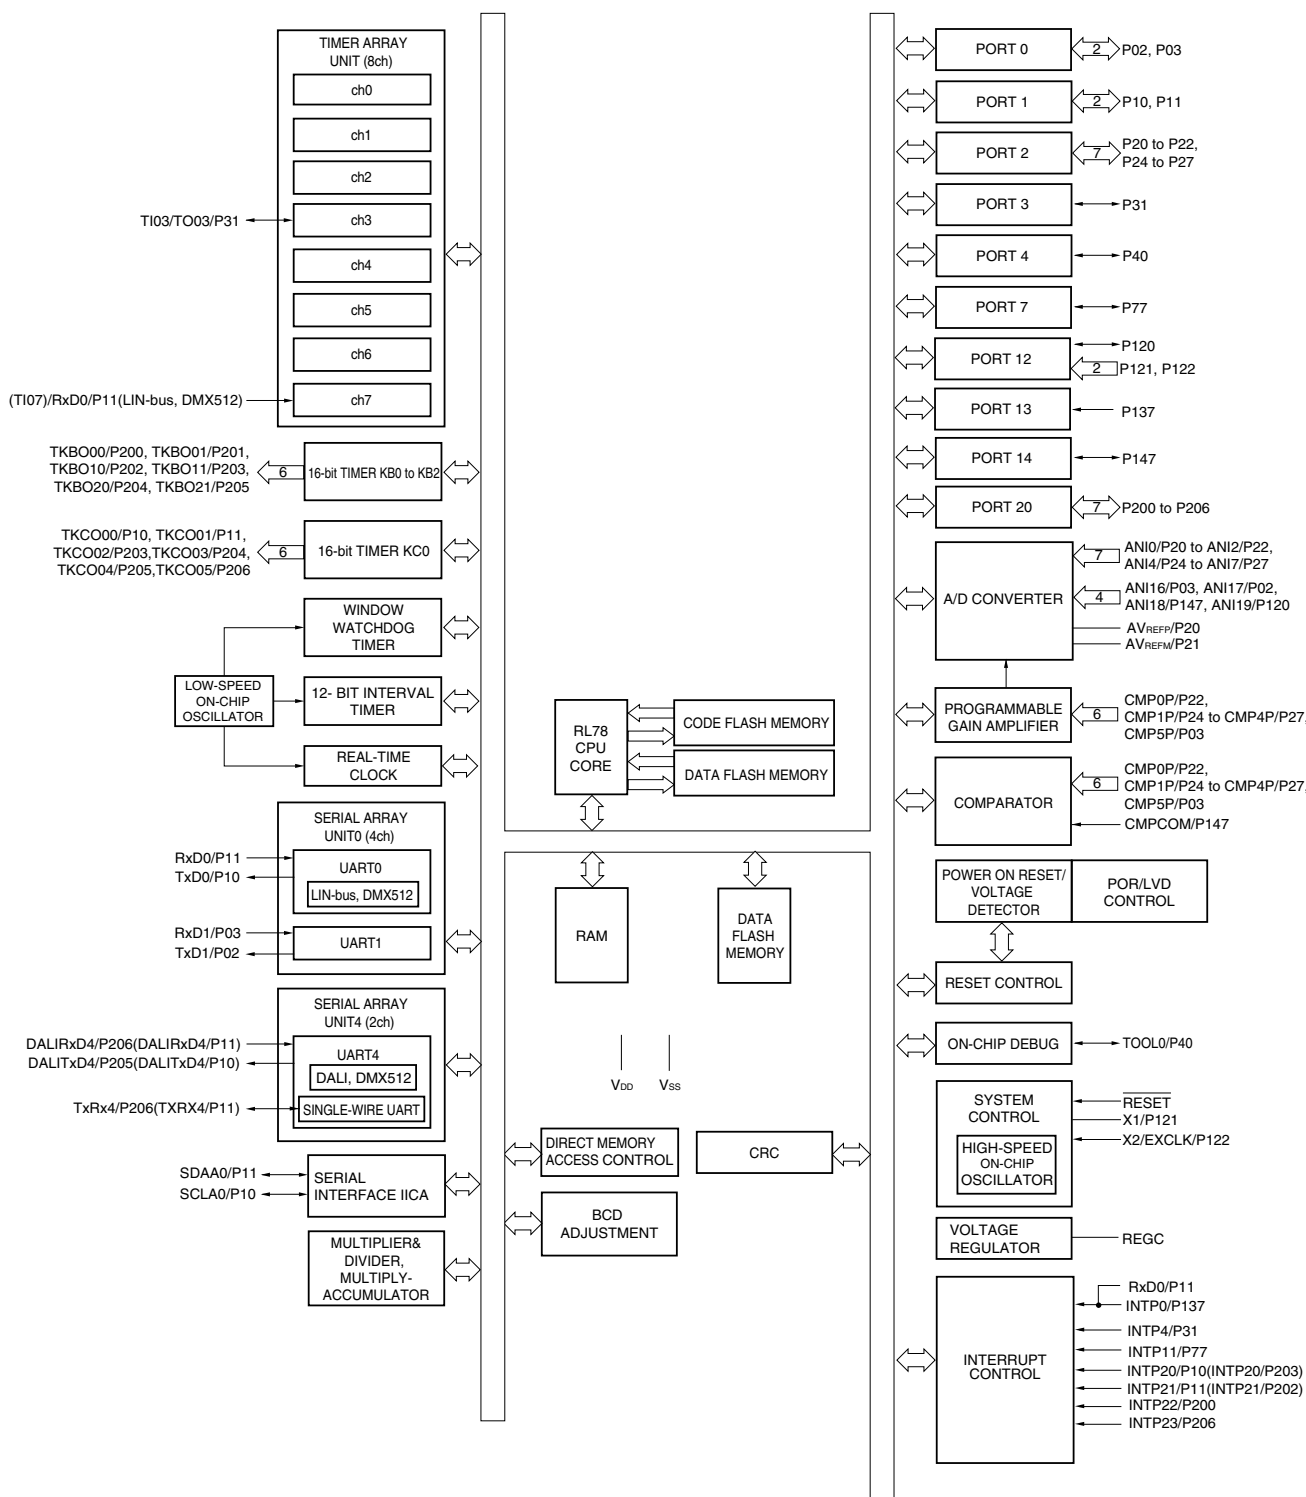 TIMER ARRAY
UNIT (8ch)
ch0
ch1
ch2
TI03/TO03/P31
ch3
ch4
ch5
ch6
(TI07)/RxD0/P11(LIN-bus, DMX512)
ch7
TKBO00/P200, TKBO01/P201,
TKBO10/P202, TKBO11/P203,
TKBO20/P204, TKBO21/P205
6
16-bit TIMER KB0 to KB2
TKCO00/P10, TKCO01/P11,
TKCO02/P203,TKCO03/P204,
TKCO04/P205,TKCO05/P206
6
16-bit TIMER KC0
WINDOW
WATCHDOG
TIMER
LOW-SPEED
ON-CHIP
OSCILLATOR
12- BIT INTERVAL
TIMER
REAL-TIME
CLOCK
SERIAL ARRAY
UNIT0 (4ch)
RxD0/P11
TxD0/P10
UART0
LIN-bus, DMX512
RxD1/P03
TxD1/P02
UART1
SERIAL ARRAY
UNIT4 (2ch)
DALIRxD4/P206(DALIRxD4/P11)
DALITxD4/P205(DALITxD4/P10)
UART4
DALI, DMX512
TxRx4/P206(TXRX4/P11)
SINGLE-WIRE UART
SDAA0/P11
SCLA0/P10
SERIAL
INTERFACE IICA
MULTIPLIER&
DIVIDER,
MULTIPLY-
ACCUMULATOR
RL78
CPU
CORE
CODE FLASH MEMORY
DATA FLASH MEMORY
RAM
DATA
FLASH
MEMORY
VDD
VSS
DIRECT MEMORY
ACCESS CONTROL
CRC
BCD
ADJUSTMENT
PORT 0
2
P02, P03
PORT 1
2
P10, P11
PORT 2
7
P20 to P22,
P24 to P27
PORT 3
P31
PORT 4
P40
PORT 7
P77
PORT 12
P120
2
P121, P122
PORT 13
P137
PORT 14
P147
PORT 20
7
P200 to P206
A/D CONVERTER
7
ANI0/P20 to ANI2/P22,
ANI4/P24 to ANI7/P27
4
ANI16/P03, ANI17/P02,
ANI18/P147, ANI19/P120
AVREFP/P20
AVREFM/P21
PROGRAMMABLE
GAIN AMPLIFIER
6
CMP0P/P22,
CMP1P/P24 to CMP4P/P27,
CMP5P/P03
COMPARATOR
6
CMP0P/P22,
CMP1P/P24 to CMP4P/P27,
CMP5P/P03
CMPCOM/P147
POWER ON RESET/
VOLTAGE
DETECTOR
POR/LVD
CONTROL
RESET CONTROL
ON-CHIP DEBUG
TOOL0/P40
SYSTEM
CONTROL
HIGH-SPEED
ON-CHIP
OSCILLATOR
RESET
X1/P121
X2/EXCLK/P122
VOLTAGE
REGULATOR
REGC
INTERRUPT
CONTROL
RxD0/P11
INTP0/P137
INTP4/P31
INTP11/P77
INTP20/P10(INTP20/P203)
INTP21/P11(INTP21/P202)
INTP22/P200
INTP23/P206